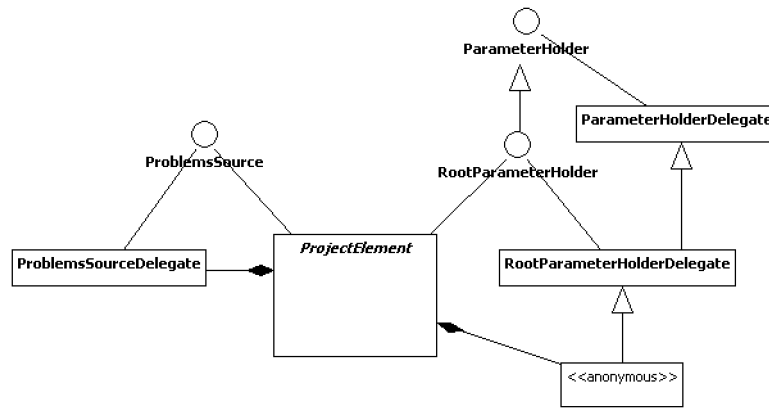 ParameterHolder
ParameterHolderDelegate
ProblemsSource
RootParameterHolder
ProjectElement
ProblemsSourceDelegate
RootParameterHolderDelegate
<<anonymous>>